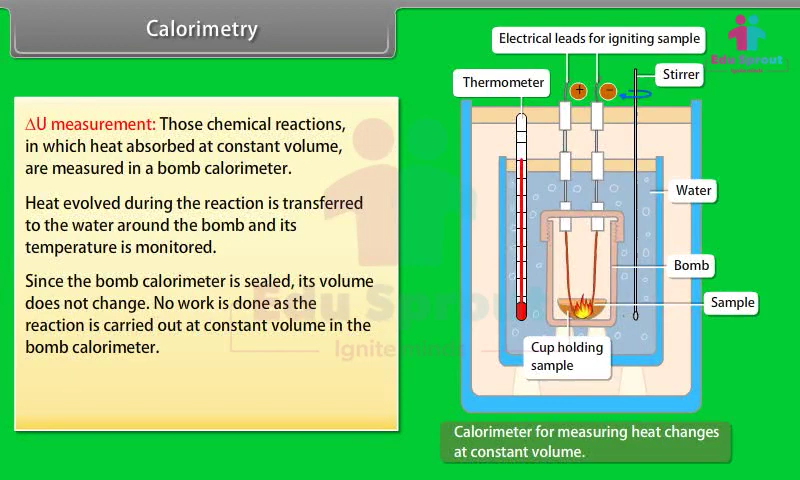 Calorimetry
Edu Sprout
Electrical leads for igniting sample
Thermometer
Stirrer
+
−
ΔU measurement: Those chemical reactions,
in which heat absorbed at constant volume,
are measured in a bomb calorimeter.
Heat evolved during the reaction is transferred
to the water around the bomb and its
temperature is monitored.
Since the bomb calorimeter is sealed, its volume
does not change. No work is done as the
reaction is carried out at constant volume in the
bomb calorimeter.
Edu Sprout
Water
Bomb
Sample
Cup holding
sample
Calorimeter for measuring heat changes
at constant volume.